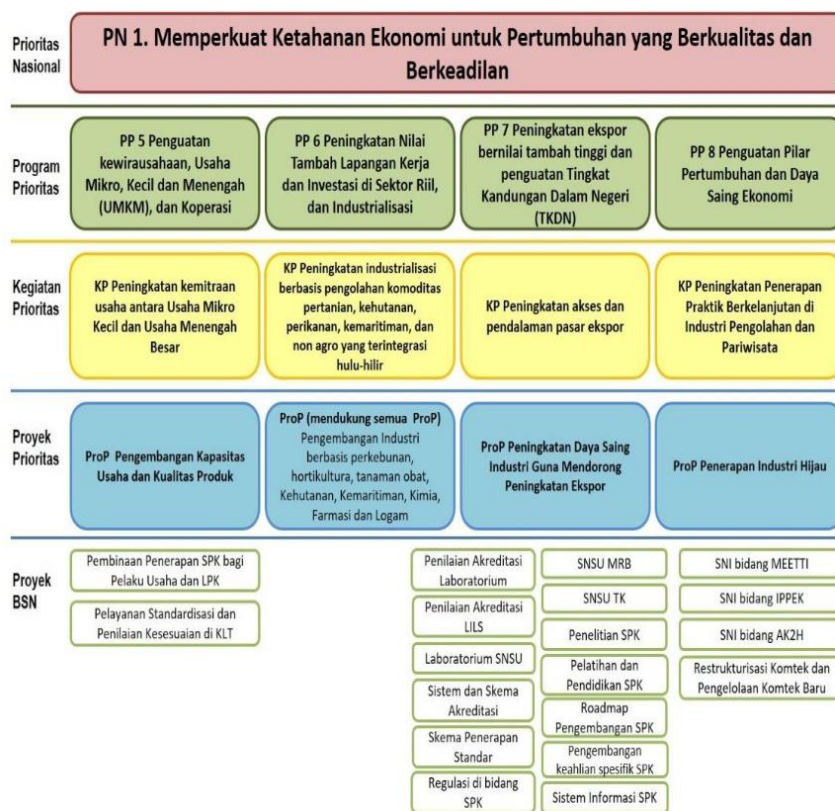 Prioritas
Nasional
PN 1. Memperkuat Ketahanan Ekonomi untuk Pertumbuhan yang Berkualitas dan
Berkeadilan
Program
Prioritas
PP 5 Penguatan
kewirausahaan, Usaha
Mikro, Kecil dan Menengah
(UMKM), dan Koperasi
PP 6 Peningkatan Nilai
Tambah Lapangan Kerja
dan Investasi di Sektor Riil,
dan Industrialisasi
PP 7 Peningkatan ekspor
bernilai tambah tinggi dan
penguatan Tingkat
Kandungan Dalam Negeri
(TKDN)
PP 8 Penguatan Pilar
Pertumbuhan dan Daya
Saing Ekonomi
Kegiatan
Prioritas
KP Peningkatan kemitraan
usaha antara Usaha Mikro
Kecil dan Usaha Menengah
Besar
KP Peningkatan industrialisasi
berbasis pengolahan komoditas
pertanian, kehutanan,
perikanan, kemaritiman, dan
non agro yang terintegrasi
hulu-hilir
KP Peningkatan akses dan
pendalaman pasar ekspor
KP Peningkatan Penerapan
Praktik Berkelanjutan di
Industri Pengolahan dan
Pariwisata
Proyek
Prioritas
ProP Pengembangan Kapasitas
Usaha dan Kualitas Produk
ProP (mendukung semua ProP)
Pengembangan Industri
berbasis perkebunan,
hortikultura, tanaman obat,
Kehutanan, Kemaritiman, Kimia,
Farmasi dan Logam
ProP Peningkatan Daya Saing
Industri Guna Mendorong
Peningkatan Ekspor
ProP Penerapan Industri Hijau
Proyek
BSN
Pembinaan Penerapan SPK bagi
Pelaku Usaha dan LPK
Pelayanan Standardisasi dan
Penilaian Kesesuaian di KLT
Penilaian Akreditasi
Laboratorium
Penilaian Akreditasi
LILS
Laboratorium SNSU
Sistem dan Skema
Akreditasi
Skema Penerapan
Standar
Regulasi di bidang
SPK
SNSU MRB
SNSU TK
Penelitian SPK
Pelatihan dan
Pendidikan SPK
Roadmap
Pengembangan SPK
Pengembangan
keahlian spesifik SPK
Sistem Informasi SPK
SNI bidang MEETTI
SNI bidang IPPEK
SNI bidang AK2H
Restrukturisasi Komtek dan
Pengelolaan Komtek Baru